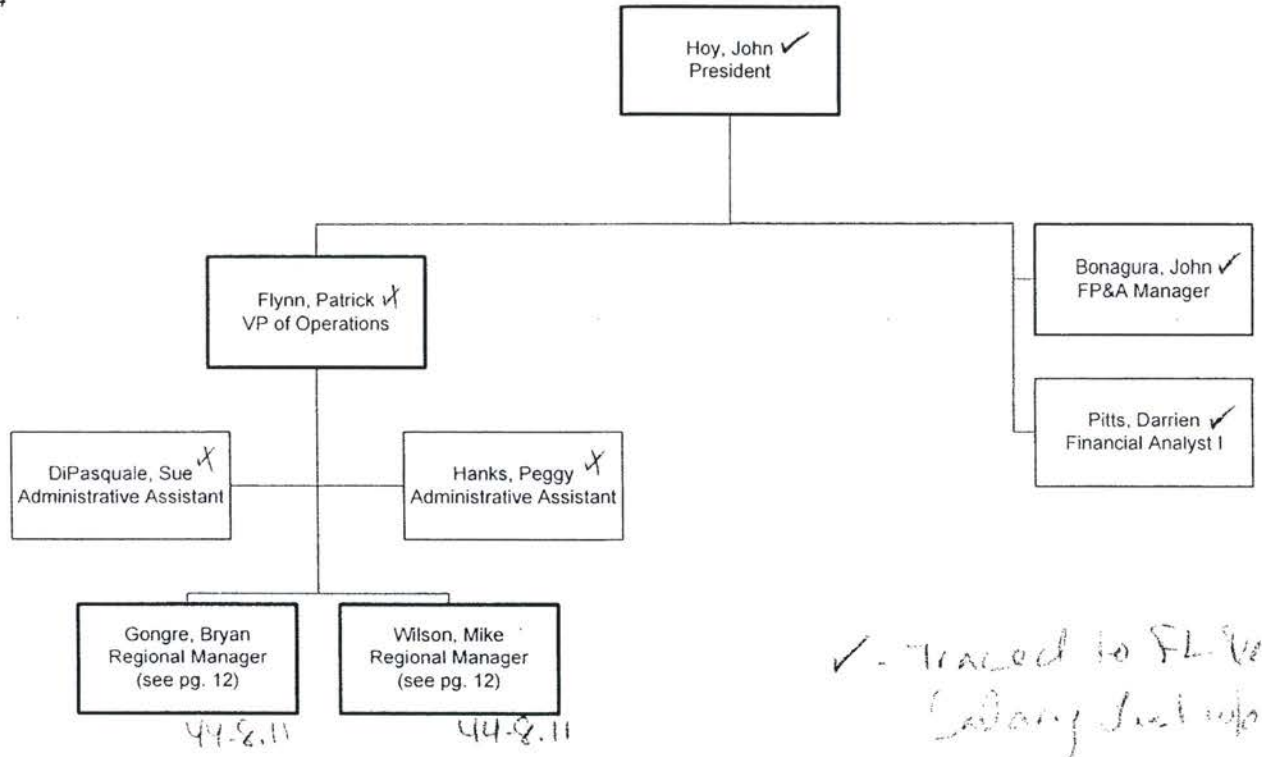 Hoy, John ✓
President
Flynn, Patrick
VP of Operations
Bonagura, John ✓
FP&A Manager
Pitts, Darrien ✓
Financial Analyst I
DiPasquale, Sue
Administrative Assistant
Hanks, Peggy
Administrative Assistant
Gongre, Bryan
Regional Manager
(see pg. 12)
44-8.11
Wilson, Mike
Regional Manager
(see pg. 12)
44-8.11
✓ - Traced to FL
Salary